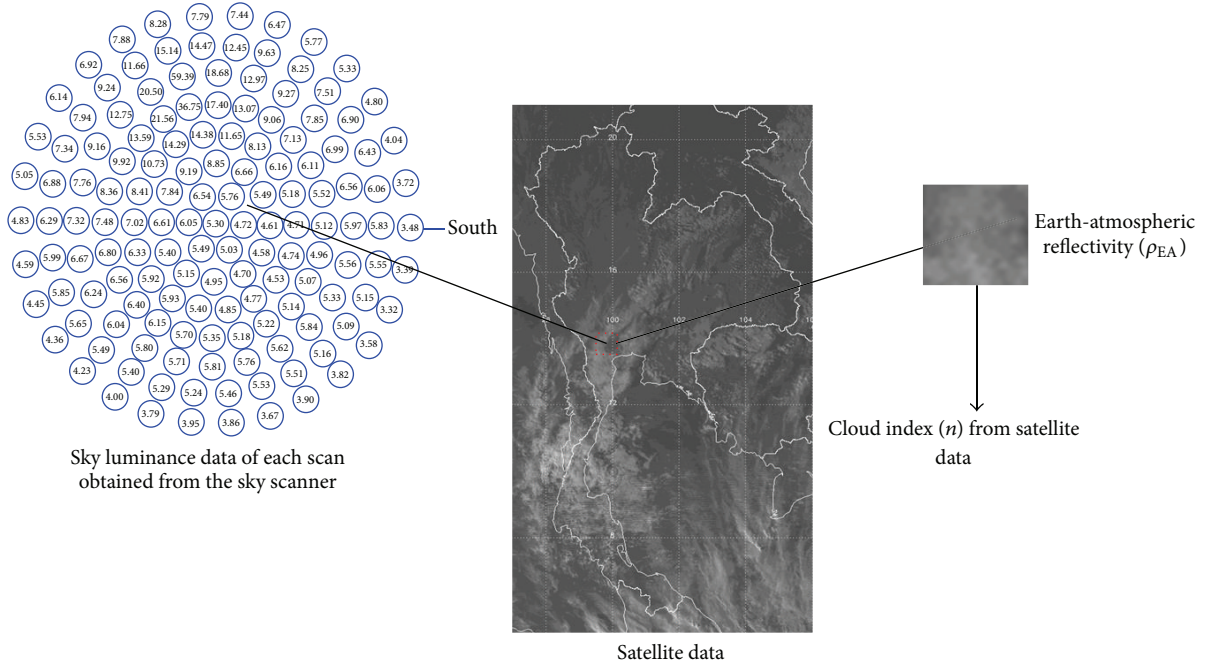 7.79 7.44
8.28 6.47
7.88 15.14 14.47 12.45 9.63 5.77
6.92 11.66 59.39 18.68 12.97 8.25 5.33
6.14 9.24 20.50 36.75 17.40 13.07 9.27 7.51 4.80
7.94 12.75 21.56 9.06 7.85 6.90
5.53 7.34 9.16 13.59 14.29 14.38 11.65 8.13 7.13 6.99 6.43 4.04
5.05 6.88 7.76 9.92 10.73 9.19 8.85 6.66 6.16 6.11 6.56 6.06 3.72
8.36 8.41 7.84 6.54 5.76 5.49 5.18 5.52
4.83 6.29 7.32 7.48 7.02 6.61 6.05 5.30 4.72 4.61 4.71 5.12 5.97 5.83 3.48
South
4.59 5.99 6.67 6.80 6.33 5.40 5.49 5.03 4.58 4.74 4.96 5.56 5.55 3.39
4.45 5.85 6.24 6.56 5.92 5.15 4.95 4.70 4.53 5.07 5.33 5.15 3.32
4.36 5.65 6.04 6.40 5.93 5.40 4.85 4.77 5.14 5.84 5.09 3.58
5.49 5.80 6.15 5.70 5.35 5.18 5.22 5.62 5.16
4.23 5.40 5.71 5.81 5.76 5.51 3.82
4.00 5.29 5.24 5.46 5.53 3.90
3.79 3.95 3.86 3.67
Sky luminance data of each scan
obtained from the sky scanner
20
16
100 102 104
12
Satellite data
Earth-atmospheric
reflectivity (ρEA)
Cloud index (n) from satellite
data